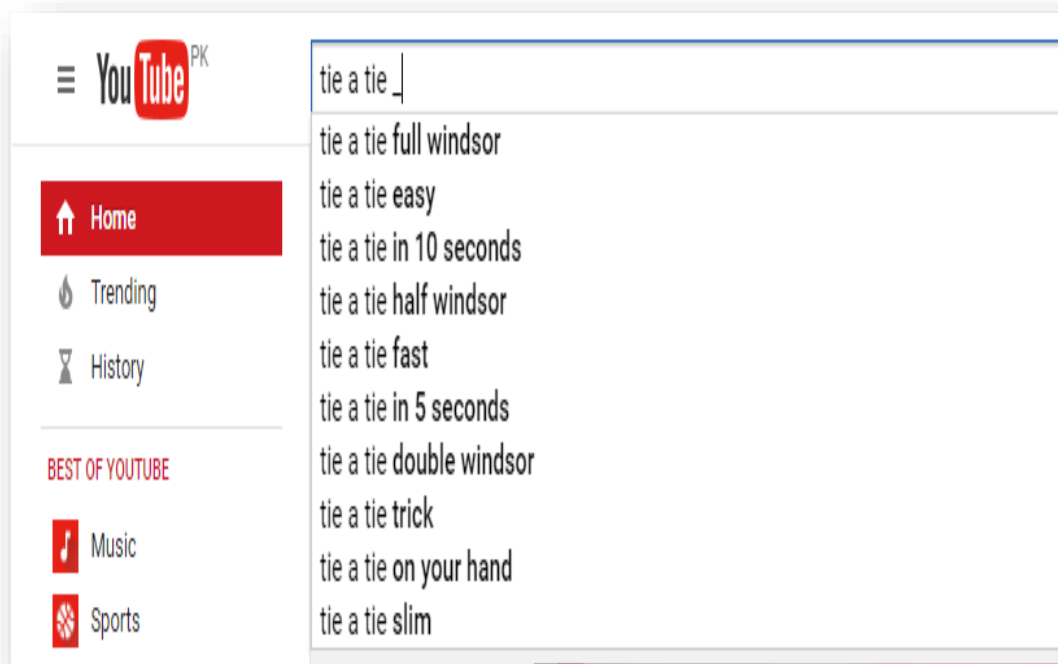 YouTube PK
tie a tie _
Home
Trending
History
BEST OF YOUTUBE
Music
Sports
tie a tie full windsor
tie a tie easy
tie a tie in 10 seconds
tie a tie half windsor
tie a tie fast
tie a tie in 5 seconds
tie a tie double windsor
tie a tie trick
tie a tie on your hand
tie a tie slim